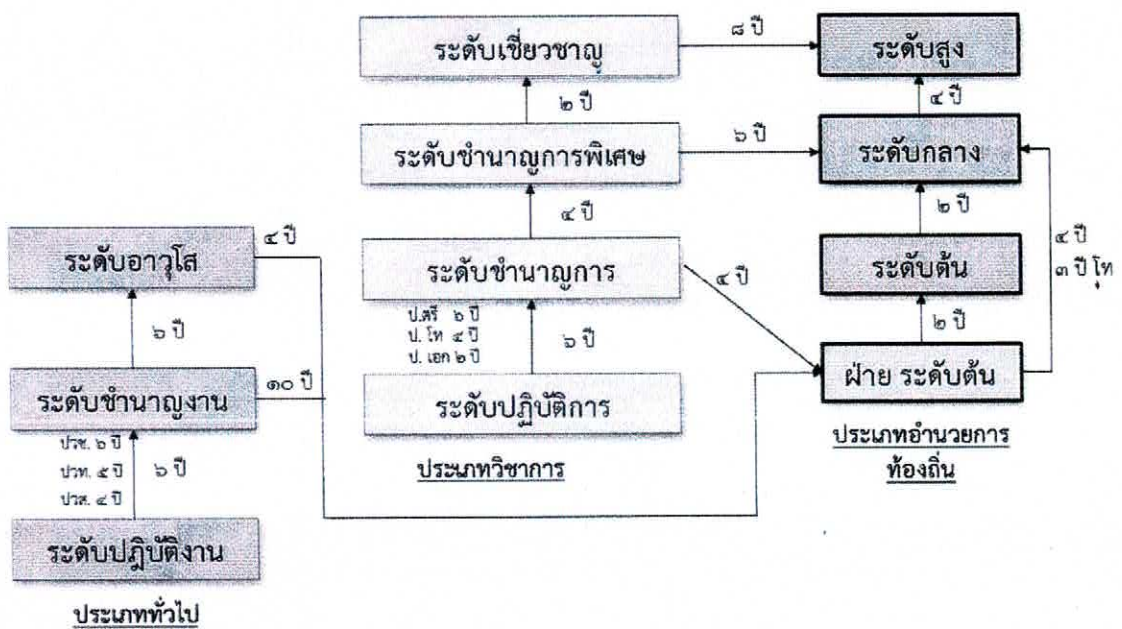 ระดับเชี่ยวชาญ
๘ ปี
ระดับสูง
๒ ปี
๔ ปี
ระดับชำนาญการพิเศษ
๖ ปี
ระดับกลาง
๔ ปี
๒ ปี
๔ ปี
๓ ปี โท
ระดับอาวุโส
๔ ปี
ระดับชำนาญการ
๔ ปี
ระดับต้น
๖ ปี
ป.ตรี ๖ ปี
ป. โท ๔ ปี
ป. เอก ๒ ปี
๖ ปี
๒ ปี
ระดับชำนาญงาน
๑๐ ปี
ระดับปฏิบัติการ
ฝ่าย ระดับต้น
ปวช. ๖ ปี
ปวท. ๕ ปี
ปวส. ๔ ปี
๖ ปี
ประเภทวิชาการ
ประเภทอำนวยการ
ท้องถิ่น
ระดับปฏิบัติงาน
ประเภททั่วไป